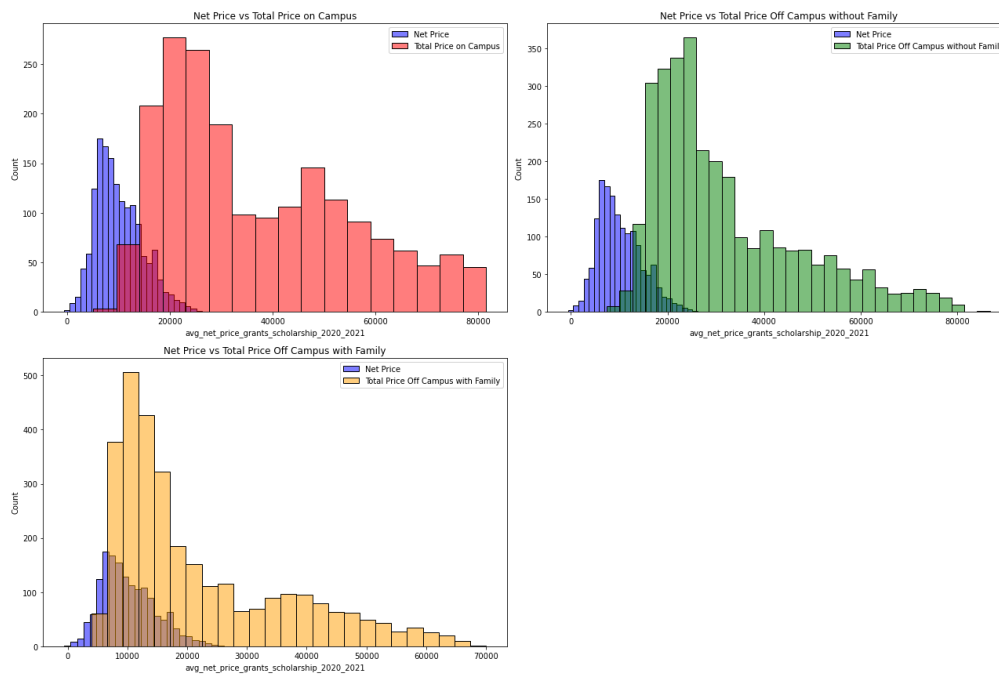 Net Price vs Total Price on Campus
Net Price
Total Price on Campus
250
200
150
100
50
0
Count
0 20000 40000 60000 80000
avg_net_price_grants_scholarship_2020_2021
Net Price vs Total Price Off Campus without Family
Net Price
Total Price Off Campus without Family
350
300
250
200
150
100
50
0
Count
0 20000 40000 60000 80000
avg_net_price_grants_scholarship_2020_2021
Net Price vs Total Price Off Campus with Family
Net Price
Total Price Off Campus with Family
500
400
300
200
100
0
Count
0 10000 20000 30000 40000 50000 60000 70000
avg_net_price_grants_scholarship_2020_2021